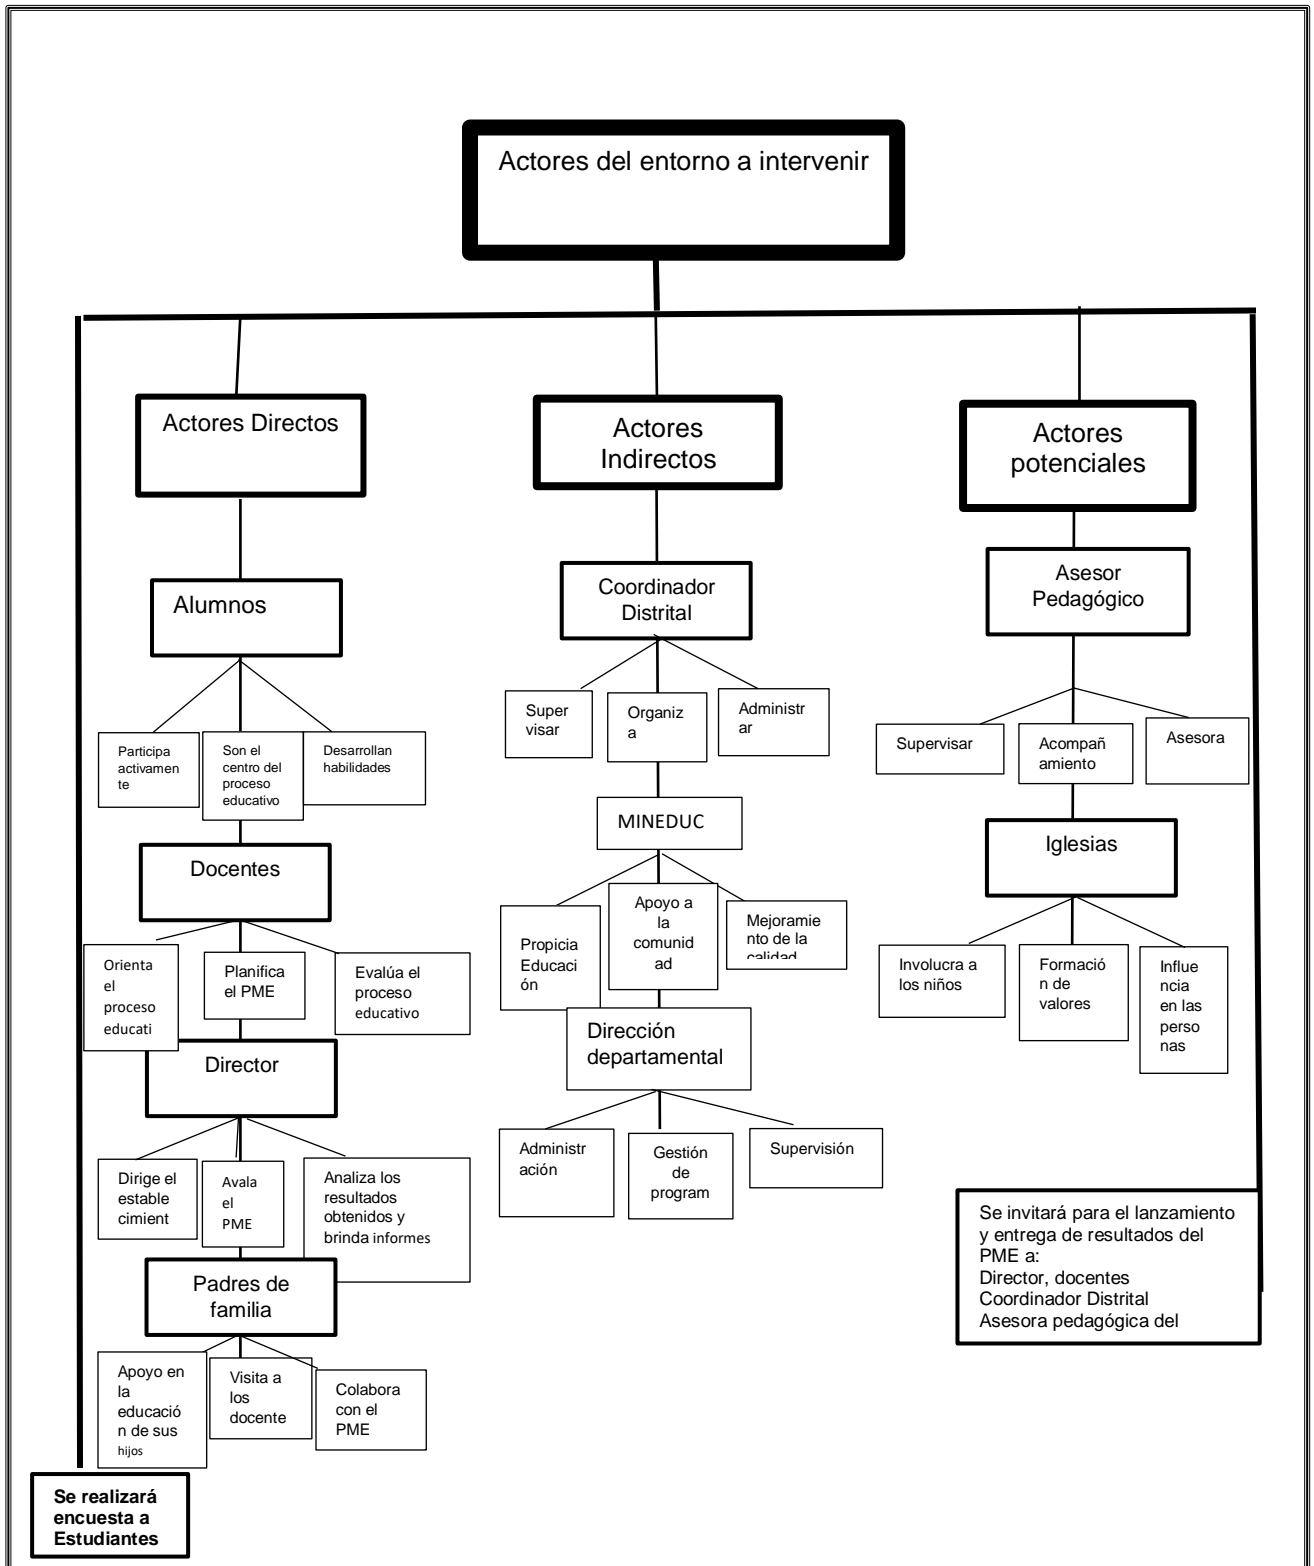 Actores del entorno a intervenir
Actores Directos
Alumnos
Participa
activamen
te
Son el
centro del
proceso
educativo
Desarrollan
habilidades
Docentes
Orienta
el
proceso
educati
Planifica
el PME
Evalúa el
proceso
educativo
Director
Dirige el
estable
cimient
Avala
el
PME
Analiza los
resultados
obtenidos y
brinda informes
Padres de
familia
Apoyo en
la
educació
n de sus
hijos
Visita a
los
docente
Colabora
con el
PME
Se realizará
encuesta a
Estudiantes
Actores
Indirectos
Coordinador
Distrital
Super
visar
Organiz
a
Administr
ar
MINEDUC
Propicia
Educaci
ón
Apoyo a
la
comunid
ad
Mejoramie
nto de la
calidad
Dirección
departamental
Administr
ación
Gestión
de
program
Supervisión
Actores
potenciales
Asesor
Pedagógico
Supervisar
Acompañ
amiento
Asesora
Iglesias
Involucra a
los niños
Formació
n de
valores
Influe
ncia
en las
perso
nas
Se invitará para el lanzamiento
y entrega de resultados del
PME a:
Director, docentes
Coordinador Distrital
Asesora pedagógica del